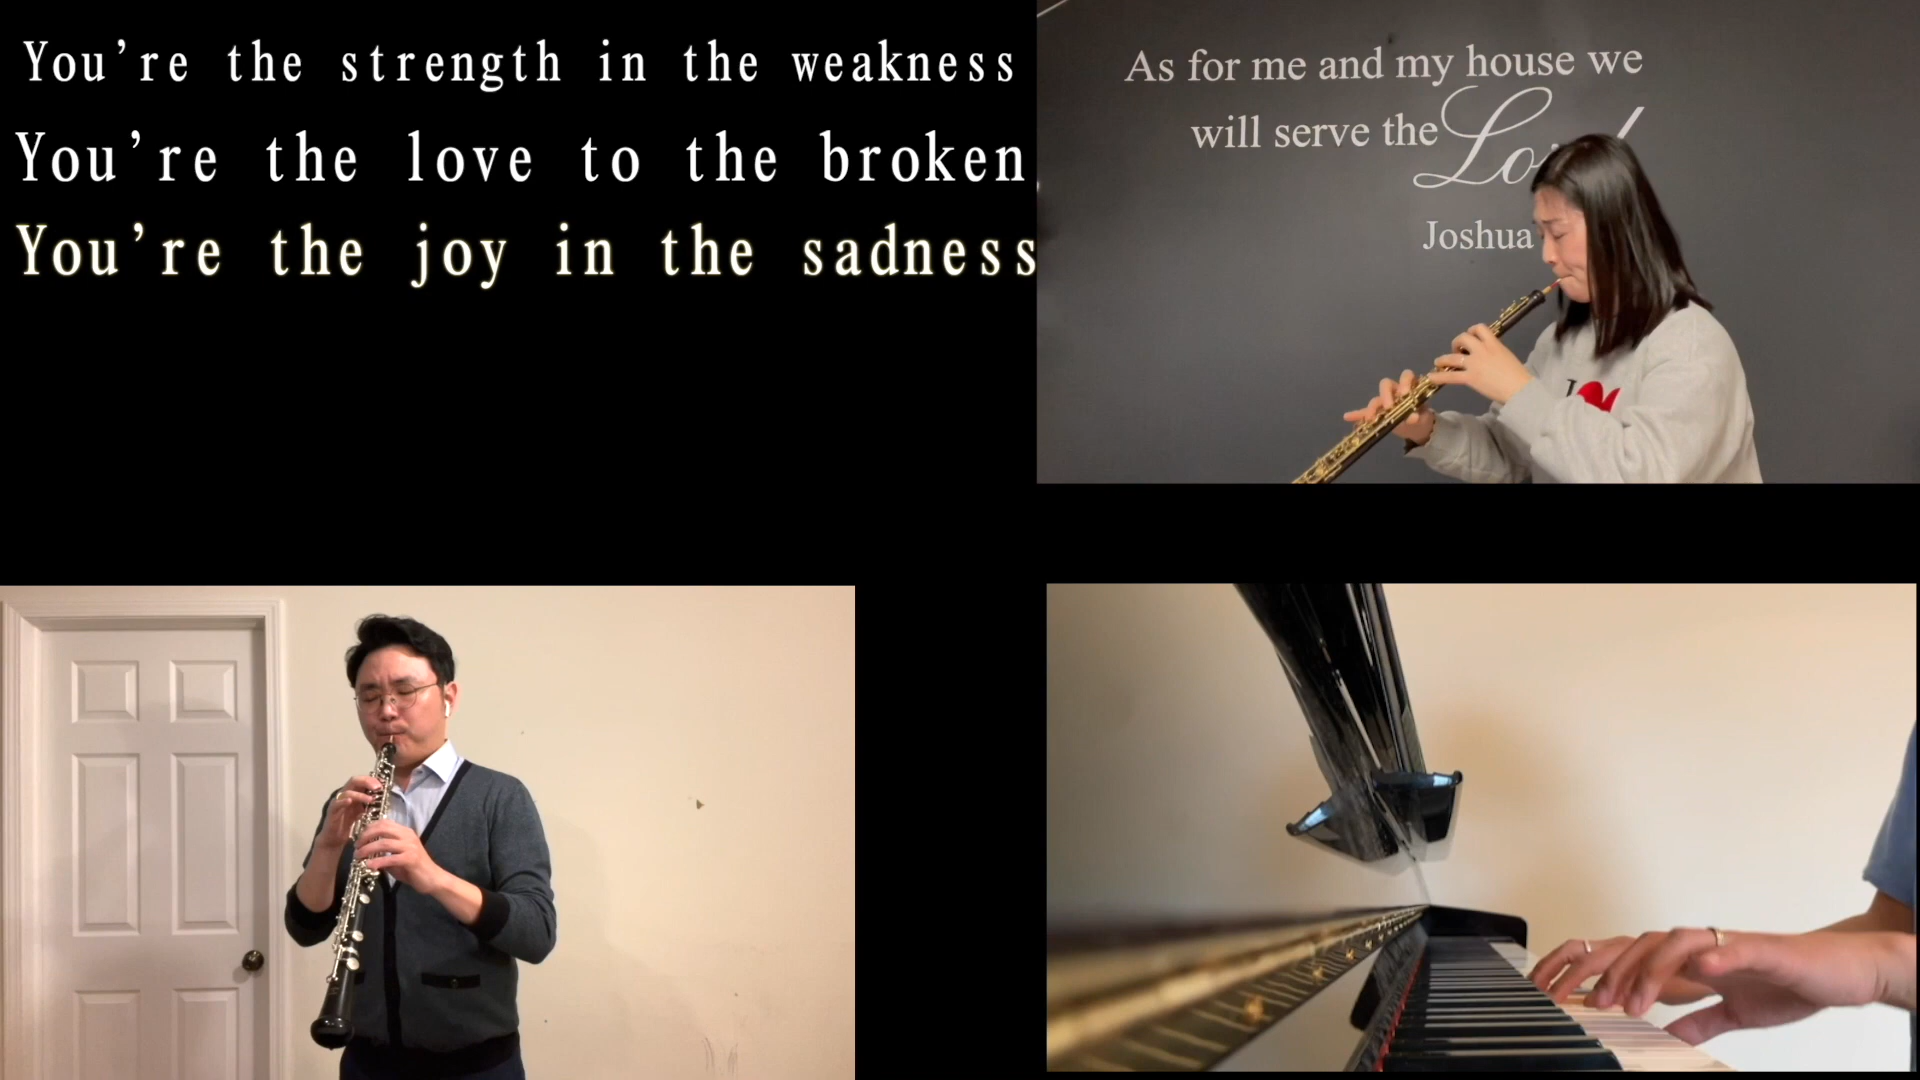 You’re the strength in the weakness
You’re the love to the broken
You’re the joy in the sadness
As for me and my house we
will serve the
Joshua
I